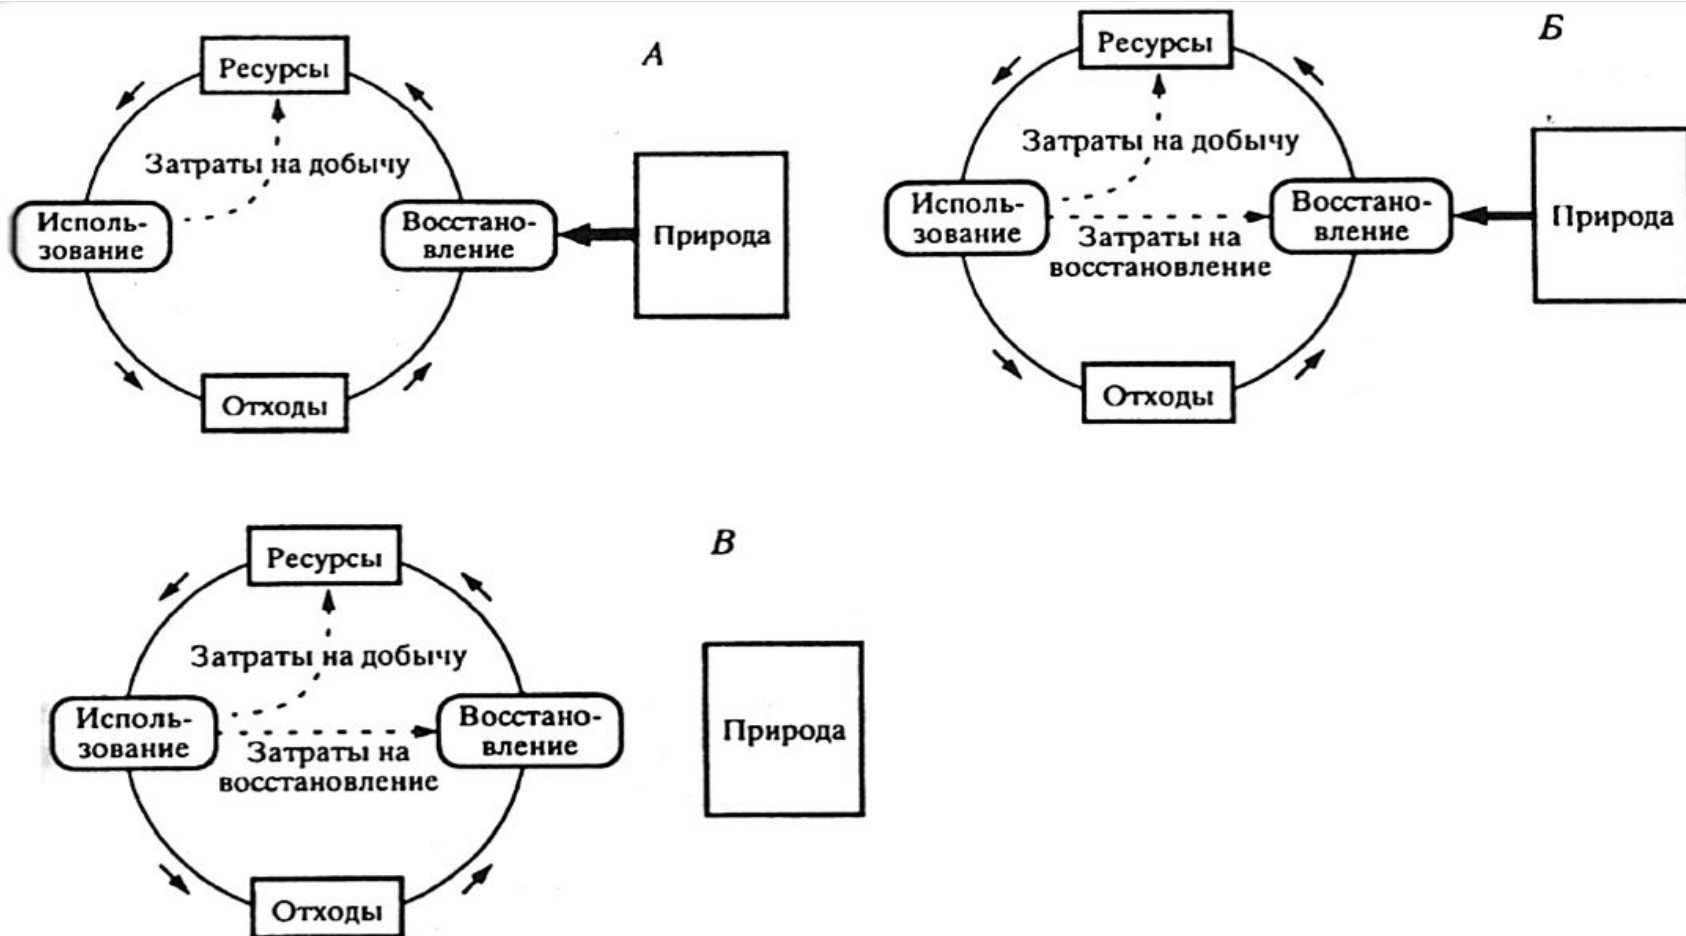 А
Ресурсы
Затраты на добычу
Исполь-
зование
Восстано-
вление
Природа
Отходы
Б
Ресурсы
Затраты на добычу
Исполь-
зование
Затраты на
восстановление
Восстано-
вление
Природа
Отходы
В
Ресурсы
Затраты на добычу
Исполь-
зование
Затраты на
восстановление
Восстано-
вление
Природа
Отходы